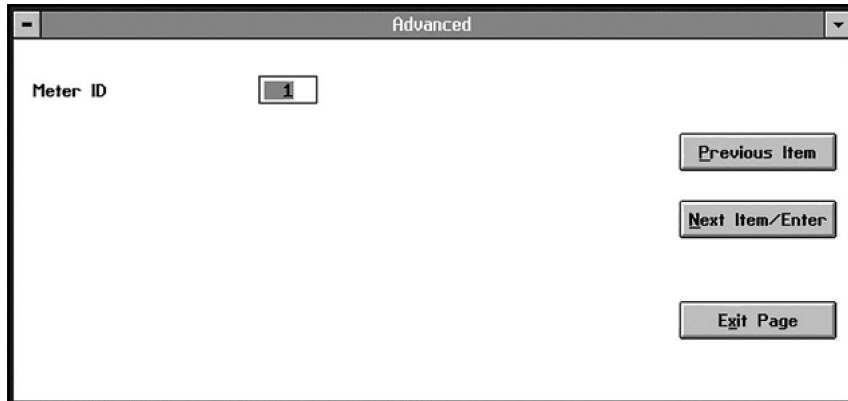 Advanced
Meter ID 1
Previous Item
Next Item/Enter
Exit Page